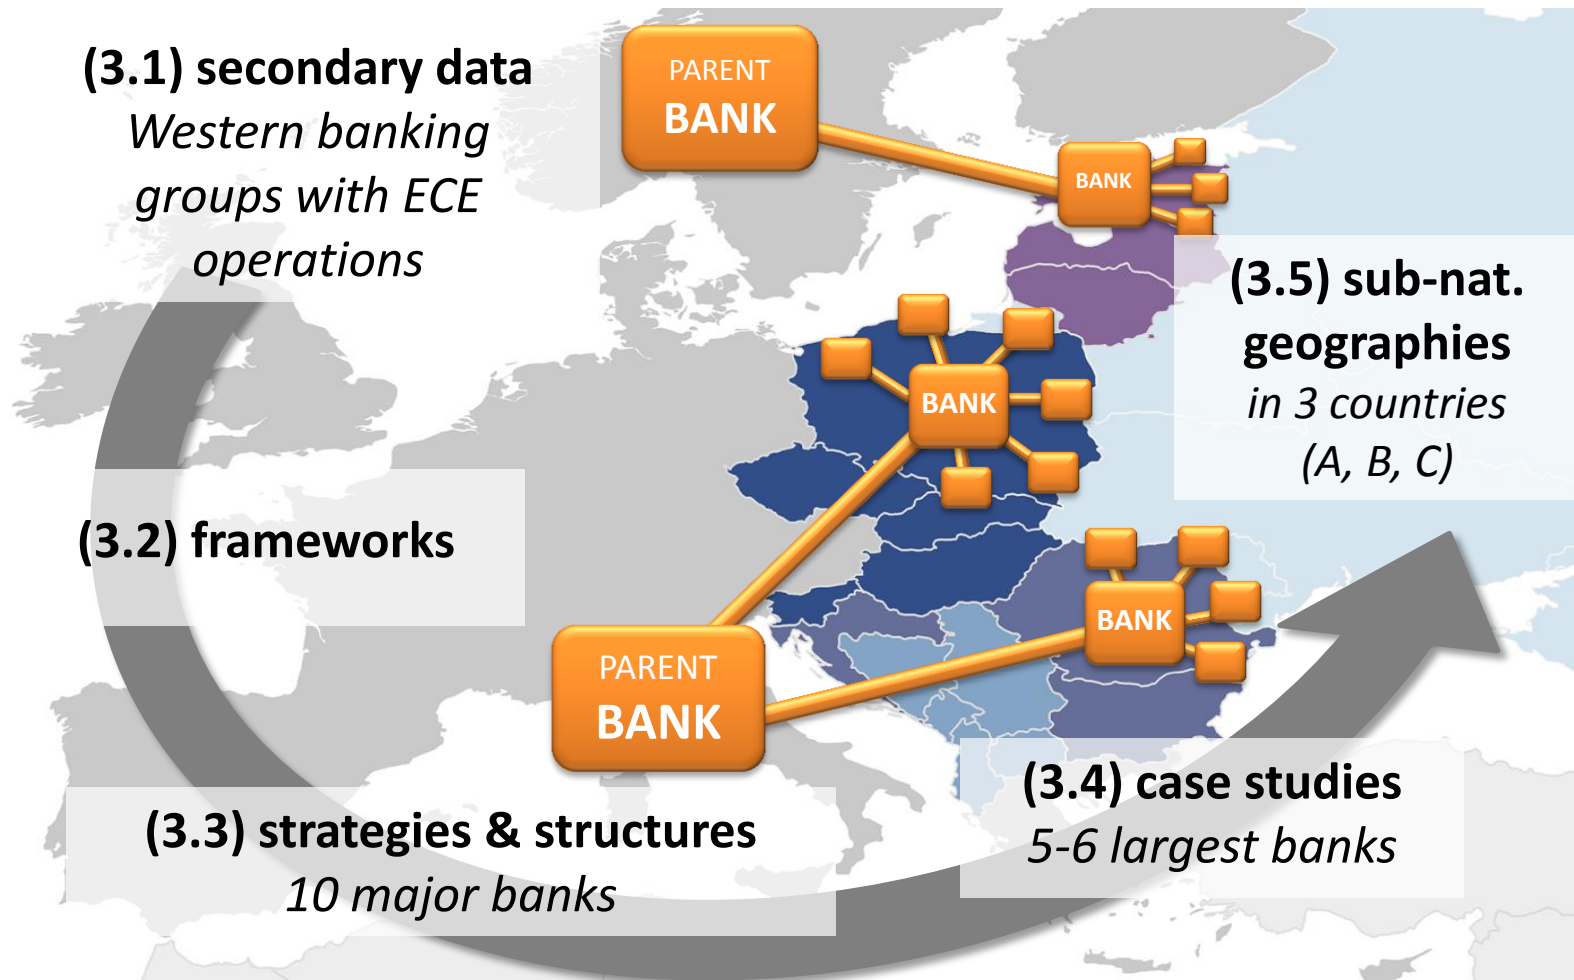 (3.1) secondary data
Western banking
groups with ECE
operations
PARENT
BANK
BANK
(3.5) sub-nat.
geographies
in 3 countries
(A, B, C)
BANK
(3.2) frameworks
BANK
PARENT
BANK
(3.4) case studies
5-6 largest banks
(3.3) strategies & structures
10 major banks